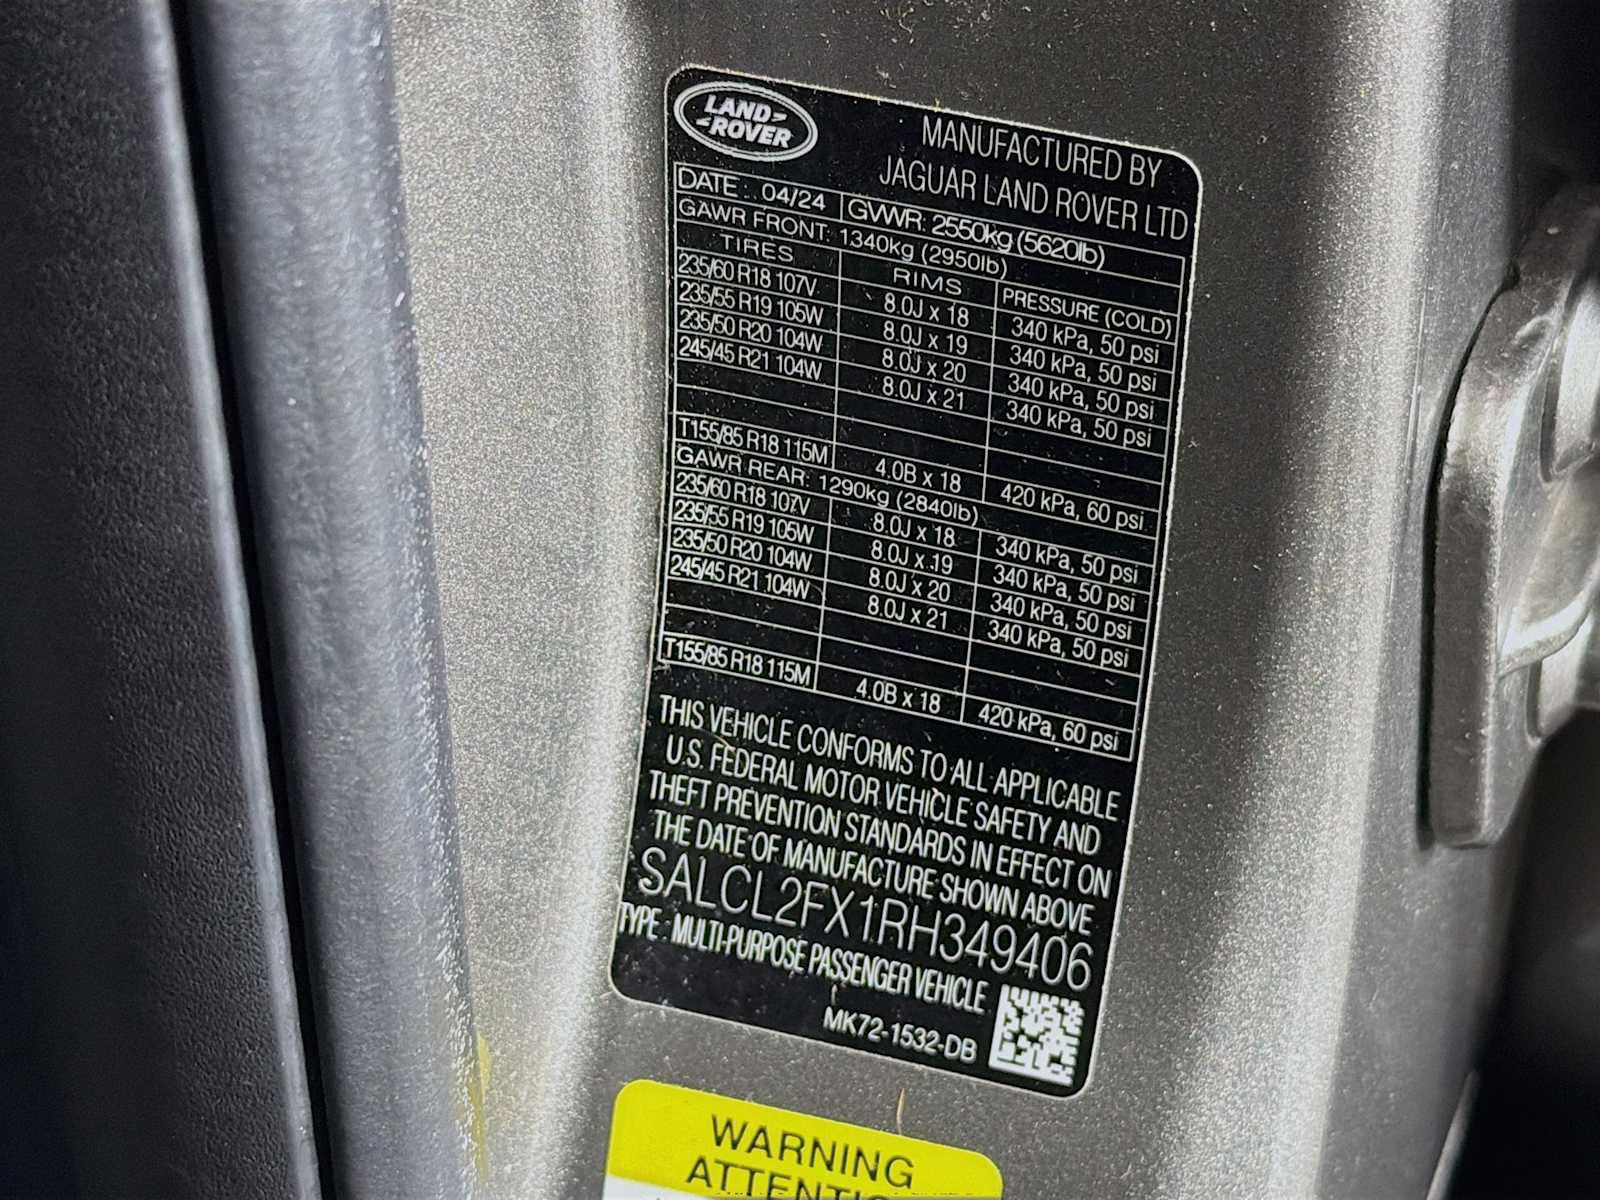 LAND
ROVER
MANUFACTURED BY
JAGUAR LAND ROVER LTD
DATE: 04/24 GVWR: 2550kg (5620lb)
GAWR FRONT: 1340kg (2950lb)
TIRES RIMS PRESSURE (COLD)
235/60 R18 107V 8.0J x 18 340 kPa, 50 psi
235/55 R19 105W 8.0J x 19 340 kPa, 50 psi
235/50 R20 104W 8.0J x 20 340 kPa, 50 psi
245/45 R21 104W 8.0J x 21 340 kPa, 50 psi
T155/85 R18 115M 4.0B x 18 420 kPa, 60 psi
GAWR REAR: 1290kg (2840lb)
235/60 R18 107V 8.0J x 18 340 kPa, 50 psi
235/55 R19 105W 8.0J x 19 340 kPa, 50 psi
235/50 R20 104W 8.0J x 20 340 kPa, 50 psi
245/45 R21 104W 8.0J x 21 340 kPa, 50 psi
T155/85 R18 115M 4.0B x 18 420 kPa, 60 psi
THIS VEHICLE CONFORMS TO ALL APPLICABLE
U.S. FEDERAL MOTOR VEHICLE SAFETY AND
THEFT PREVENTION STANDARDS IN EFFECT ON
THE DATE OF MANUFACTURE SHOWN ABOVE
SALCL2FX1RH349406
TYPE: MULTI-PURPOSE PASSENGER VEHICLE
MK72-1532-DB
WARNING
ATTENTIO